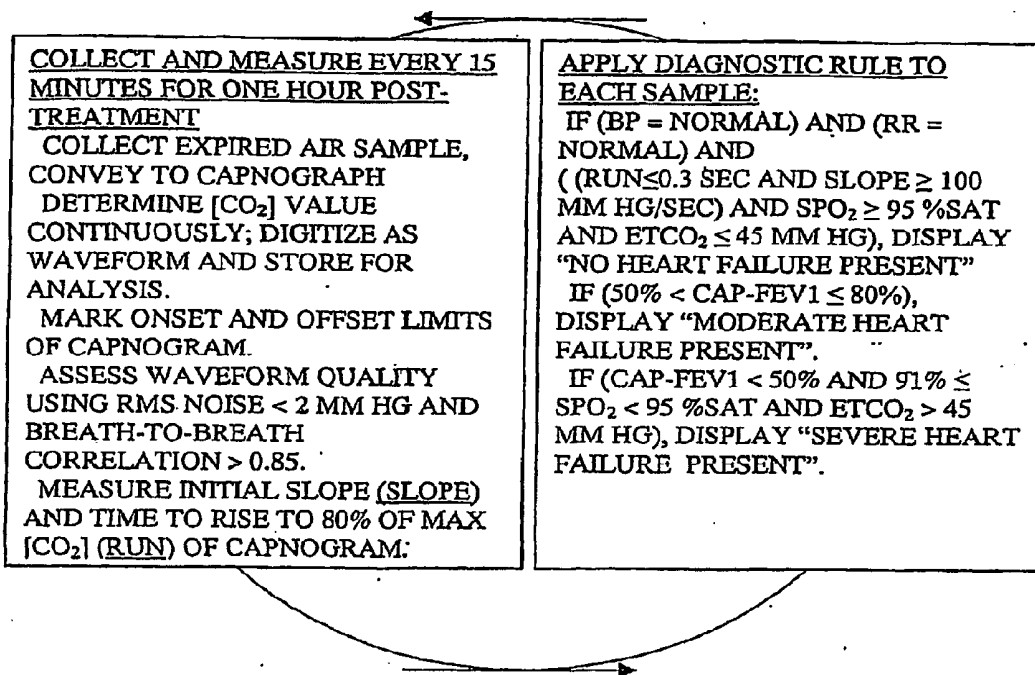 COLLECT AND MEASURE EVERY 15
MINUTES FOR ONE HOUR POST-
TREATMENT
COLLECT EXPIRED AIR SAMPLE,
CONVEY TO CAPNOGRAPH
DETERMINE [CO₂] VALUE
CONTINUOUSLY; DIGITIZE AS
WAVEFORM AND STORE FOR
ANALYSIS.
MARK ONSET AND OFFSET LIMITS
OF CAPNOGRAM.
ASSESS WAVEFORM QUALITY
USING RMS NOISE < 2 MM HG AND
BREATH-TO-BREATH
CORRELATION > 0.85.
MEASURE INITIAL SLOPE (SLOPE)
AND TIME TO RISE TO 80% OF MAX
[CO₂] (RUN) OF CAPNOGRAM.
APPLY DIAGNOSTIC RULE TO
EACH SAMPLE:
IF (BP = NORMAL) AND (RR =
NORMAL) AND
( (RUN≤0.3 SEC AND SLOPE ≥ 100
MM HG/SEC) AND SPO₂ ≥ 95 %SAT
AND ETCO₂ ≤ 45 MM HG), DISPLAY
“NO HEART FAILURE PRESENT”
IF (50% < CAP-FEV1 ≤ 80%),
DISPLAY “MODERATE HEART
FAILURE PRESENT”.
IF (CAP-FEV1 < 50% AND 91% ≤
SPO₂ < 95 %SAT AND ETCO₂ > 45
MM HG), DISPLAY “SEVERE HEART
FAILURE PRESENT”.